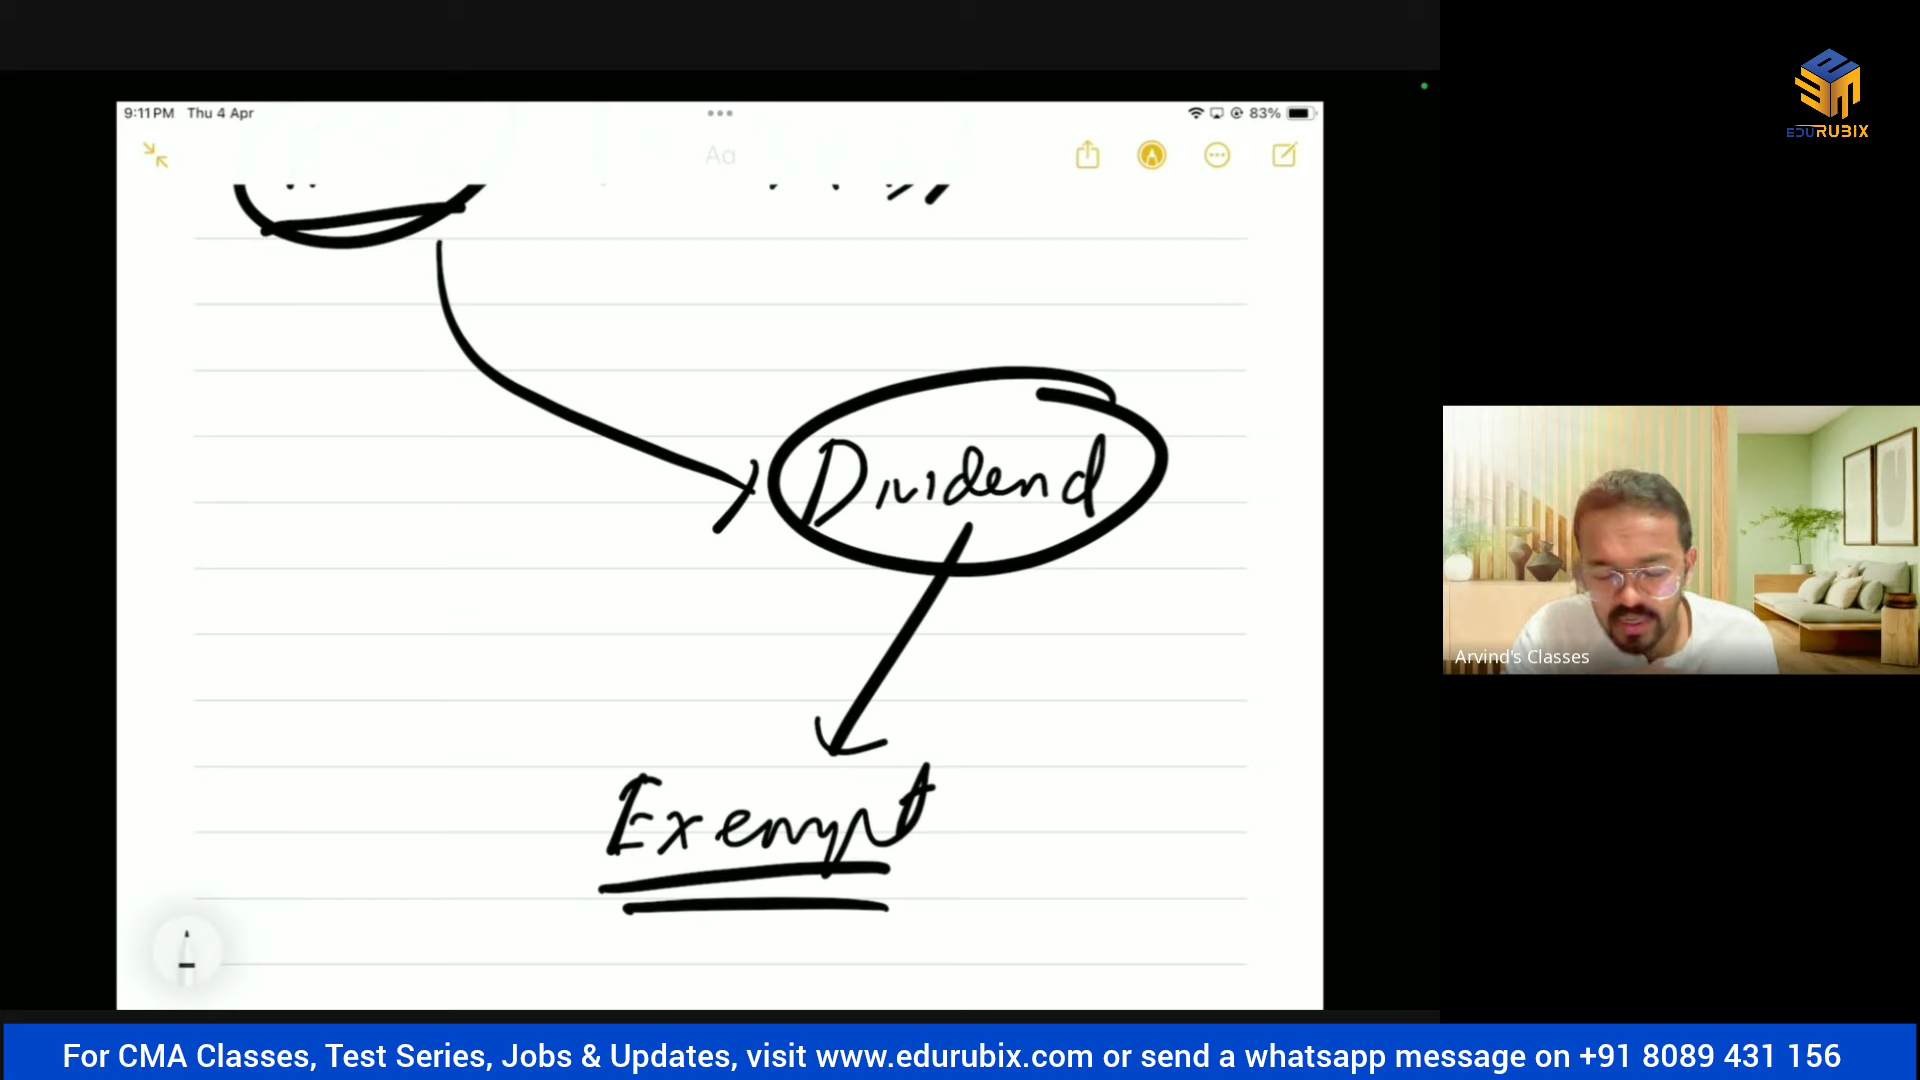 9:11 PM Thu 4 Apr
83%
Aa
EDURUBIX
Dividend
Exempt
Arvind's Classes
For CMA Classes, Test Series, Jobs & Updates, visit www.edurubix.com or send a whatsapp message on +91 8089 431 156